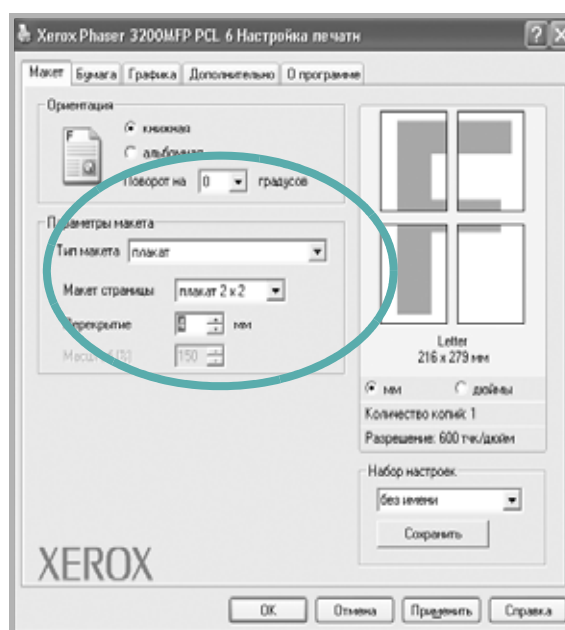 Xerox Phaser 3200MFP PCL 6 Настройка печати
Макет Бумага Графика Дополнительно О программе
Ориентация
F
книжная
альбомная
Поворот на 0 градусов
Параметры макета
Тип макета плакат
Макет страницы плакат 2 x 2
Перекрытие мм
Масштаб [%] 150
Letter
216 x 279 мм
мм дюймы
Количество копий: 1
Разрешение: 600 тчк/дюйм
Набор настроек
без имени
Сохранить
XEROX
OK Отмена Применить Справка